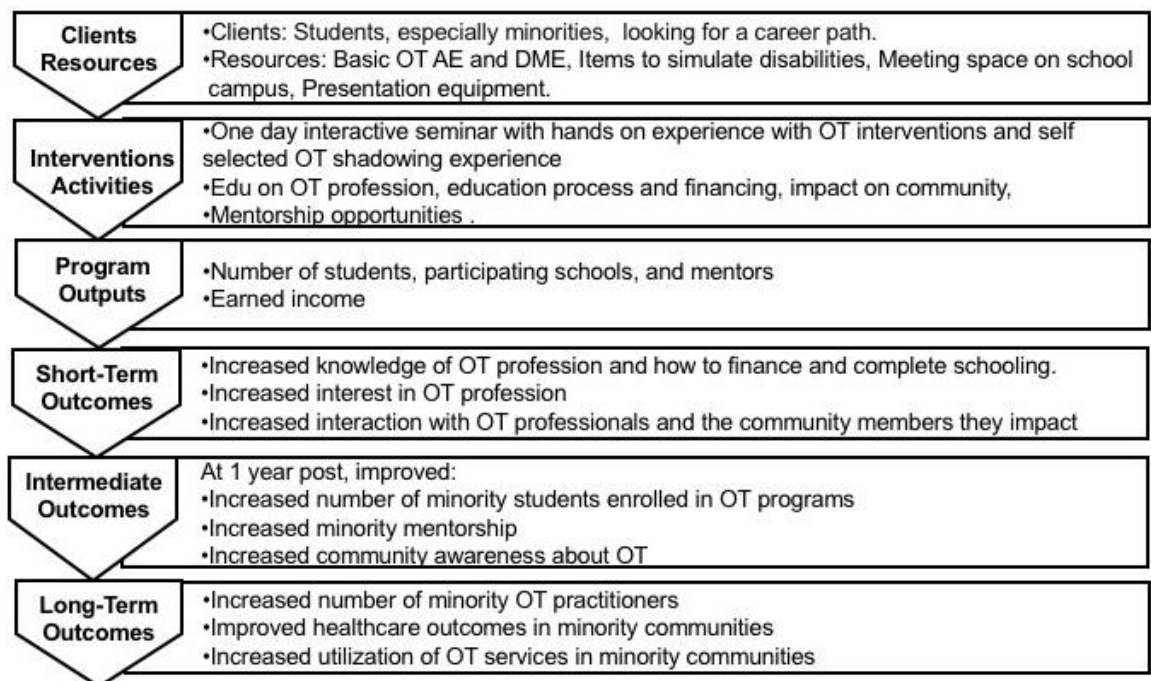 Clients
Resources
•Clients: Students, especially minorities, looking for a career path.
•Resources: Basic OT AE and DME, Items to simulate disabilities, Meeting space on school
campus, Presentation equipment.
Interventions
Activities
•One day interactive seminar with hands on experience with OT interventions and self
selected OT shadowing experience
•Edu on OT profession, education process and financing, impact on community,
•Mentorship opportunities .
Program
Outputs
•Number of students, participating schools, and mentors
•Earned income
Short-Term
Outcomes
•Increased knowledge of OT profession and how to finance and complete schooling.
•Increased interest in OT profession
•Increased interaction with OT professionals and the community members they impact
Intermediate
Outcomes
At 1 year post, improved:
•Increased number of minority students enrolled in OT programs
•Increased minority mentorship
•Increased community awareness about OT
Long-Term
Outcomes
•Increased number of minority OT practitioners
•Improved healthcare outcomes in minority communities
•Increased utilization of OT services in minority communities